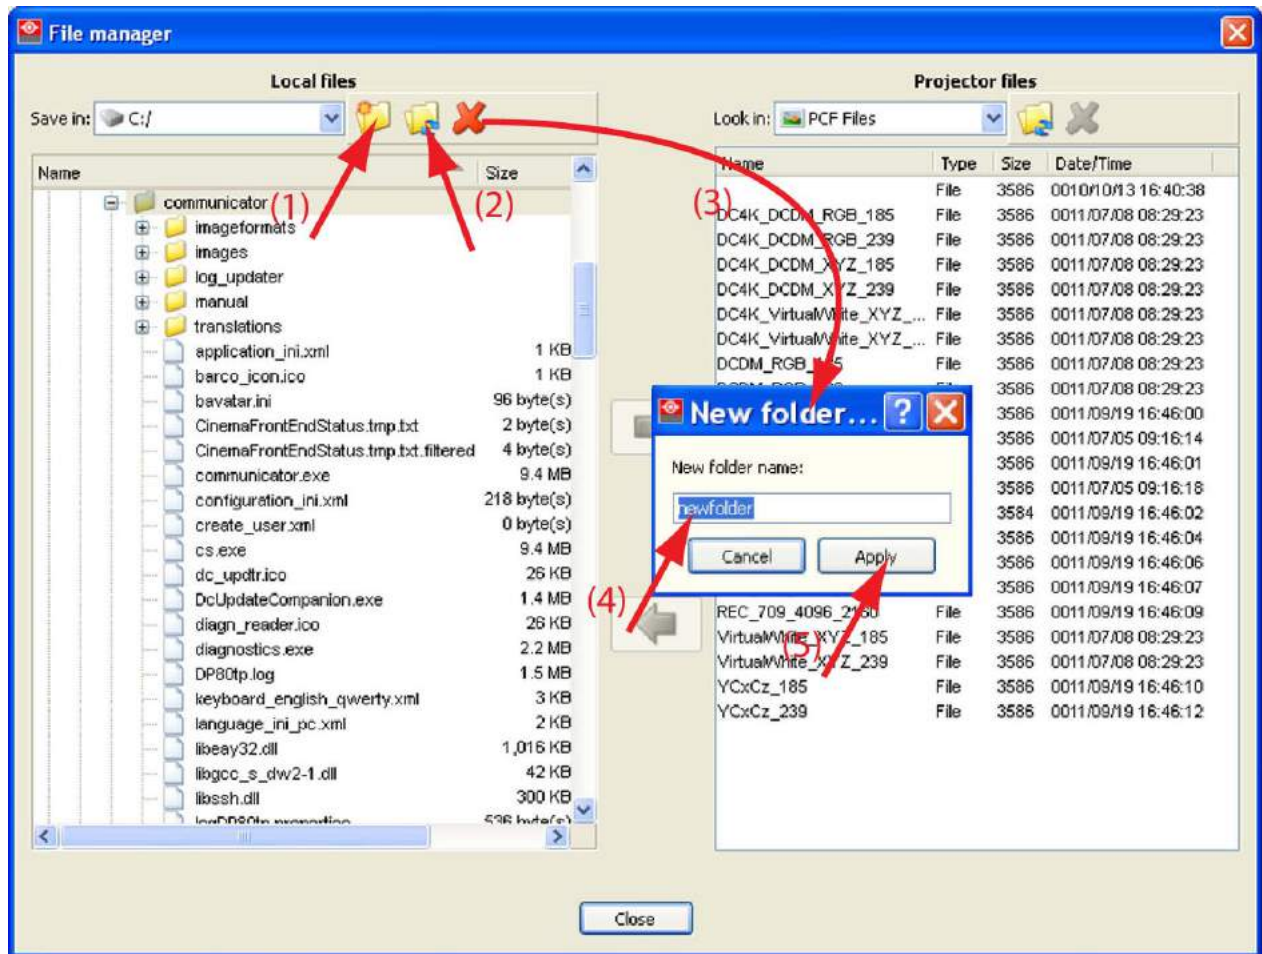 File manager
Local files
Save in: C:/
Name Size
communicator
imageformats
images
log_updater
manual
translations
application_ini.xml 1 KB
barco_icon.ico 1 KB
bavatar.ini 96 byte(s)
CinemaFrontEndStatus.tmp.txt 2 byte(s)
CinemaFrontEndStatus.tmp.txt.filtered 4 byte(s)
communicator.exe 9.4 MB
configuration_ini.xml 218 byte(s)
create_user.xml 0 byte(s)
cs.exe 9.4 MB
dc_updtr.ico 26 KB
DcUpdateCompanion.exe 1.4 MB
diagn_reader.ico 26 KB
diagnostics.exe 2.2 MB
DP80tp.log 1.5 MB
keyboard_english_qwerty.xml 3 KB
language_ini_pc.xml 2 KB
libeay32.dll 1,016 KB
libgcc_s_dw2-1.dll 42 KB
libssh.dll 300 KB
(1)
(2)
Projector files
Look in: PCF Files
Name Type Size Date/Time
File 3586 0010/10/13 16:40:38
DC4K_DCDM_RGB_185 File 3586 0011/07/08 08:29:23
DC4K_DCDM_RGB_239 File 3586 0011/07/08 08:29:23
DC4K_DCDM_XYZ_185 File 3586 0011/07/08 08:29:23
DC4K_DCDM_XYZ_239 File 3586 0011/07/08 08:29:23
DC4K_VirtualWhite_XYZ_... File 3586 0011/07/08 08:29:23
DC4K_VirtualWhite_XYZ_... File 3586 0011/07/08 08:29:23
DCDM_RGB_185 File 3586 0011/07/08 08:29:23
3586 0011/07/08 08:29:23
3586 0011/09/19 16:46:00
3586 0011/07/05 09:16:14
3586 0011/09/19 16:46:01
3586 0011/07/05 09:16:18
3584 0011/09/19 16:46:02
3586 0011/09/19 16:46:04
3586 0011/09/19 16:46:06
3586 0011/09/19 16:46:07
REC_709_4096_2160 File 3586 0011/09/19 16:46:09
VirtualWhite_XYZ_185 File 3586 0011/07/08 08:29:23
VirtualWhite_XYZ_239 File 3586 0011/07/08 08:29:23
YCxCz_185 File 3586 0011/09/19 16:46:10
YCxCz_239 File 3586 0011/09/19 16:46:12
(3)
New folder... ?
New folder name:
newfolder
Cancel Apply
(4)
(5)
Close